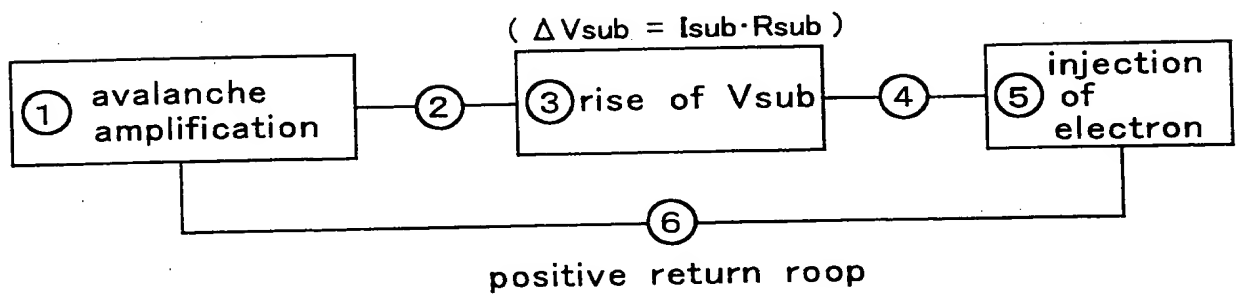 ( Δ Vsub = Isub・Rsub )
① avalanche
amplification
②
③ rise of Vsub
④
⑤ injection
of
electron
⑥
positive return roop